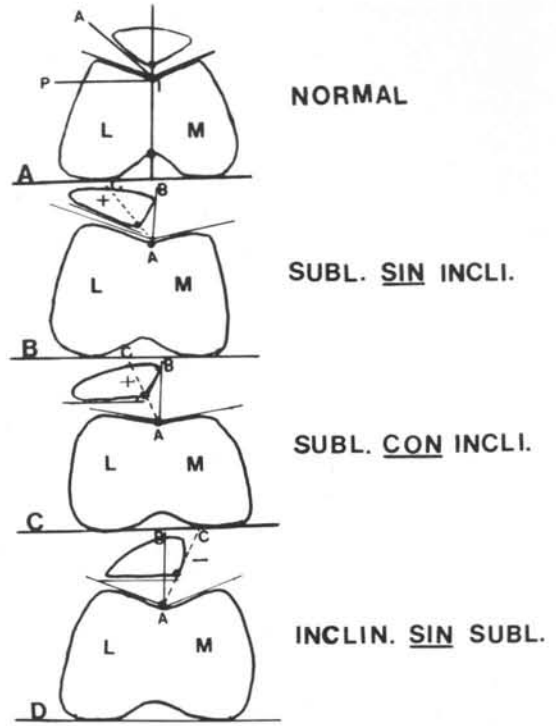 A
P
L M
NORMAL
A
C B
+
A
L M
SUBL. SIN INCLI.
B
C
B
+
A
L M
SUBL. CON INCLI.
C
B C
−
A
L M
INCLIN. SIN SUBL.
D